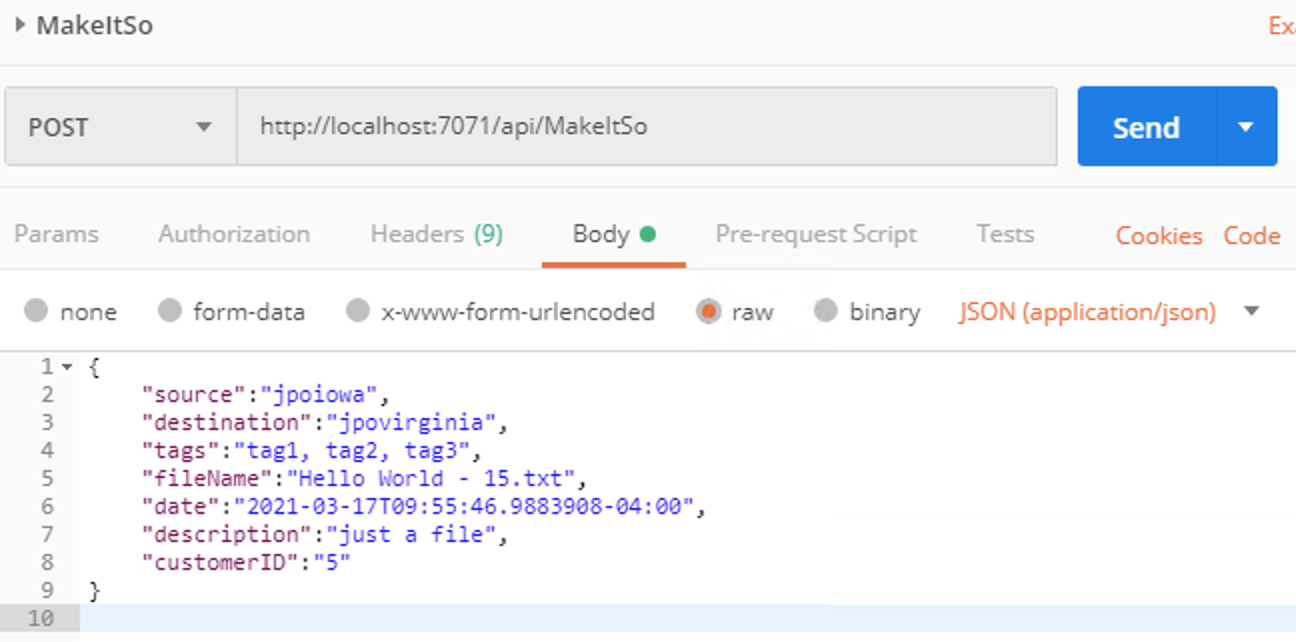 MakeItSo
Exa
POST http://localhost:7071/api/MakeItSo Send
Params Authorization Headers (9) Body Pre-request Script Tests Cookies Code
none form-data x-www-form-urlencoded raw binary JSON (application/json)
1 {
2 "source":"jpoiowa",
3 "destination":"jpovirginia",
4 "tags":"tag1, tag2, tag3",
5 "fileName":"Hello World - 15.txt",
6 "date":"2021-03-17T09:55:46.9883908-04:00",
7 "description":"just a file",
8 "customerID":"5"
9 }
10